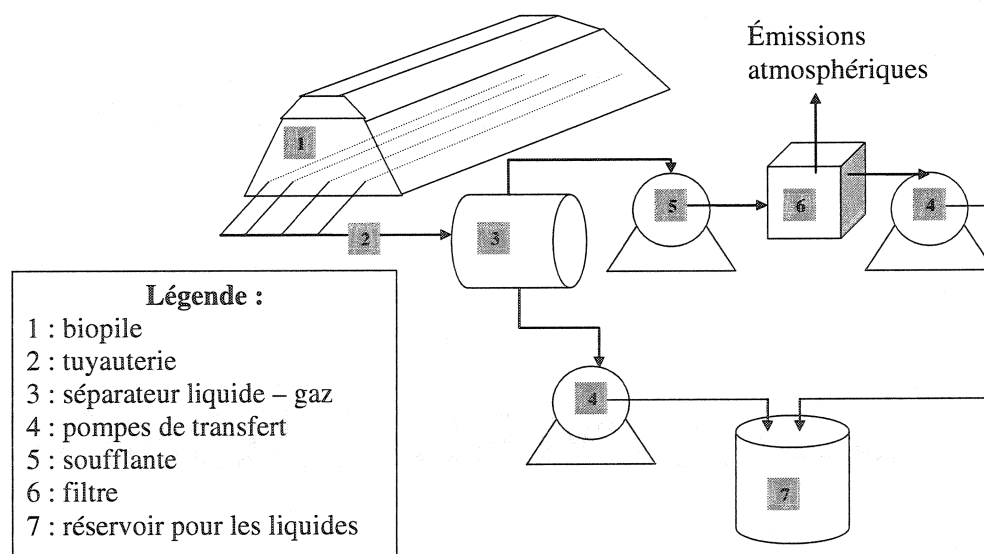 Émissions
atmosphériques
1
5
6
4
2
3
Légende :
1 : biopile
2 : tuyauterie
3 : séparateur liquide – gaz
4 : pompes de transfert
5 : soufflante
6 : filtre
7 : réservoir pour les liquides
4
7